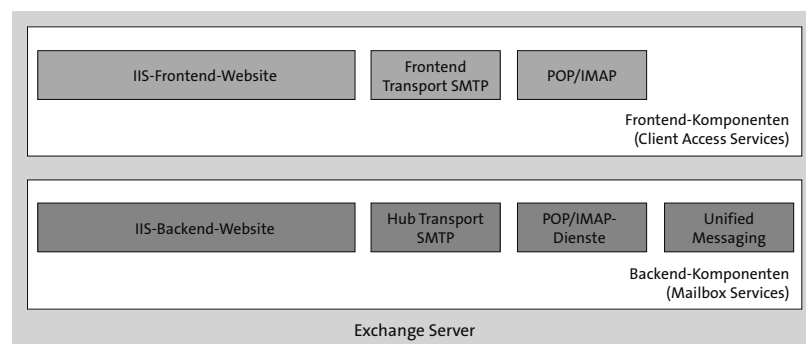 IIS-Frontend-Website
Frontend
Transport SMTP
POP/IMAP
Frontend-Komponenten
(Client Access Services)
IIS-Backend-Website
Hub Transport
SMTP
POP/IMAP-
Dienste
Unified
Messaging
Backend-Komponenten
(Mailbox Services)
Exchange Server